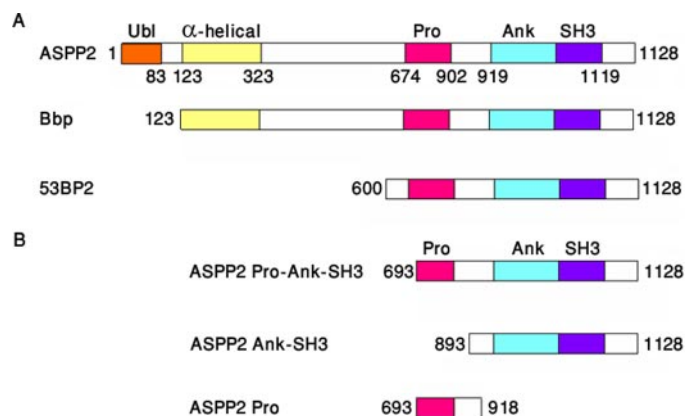 A
Ubl α-helical Pro Ank SH3
ASPP2 1 1128
83 123 323 674 902 919 1119
Bbp 123 1128
53BP2 600 1128
B
Pro Ank SH3
ASPP2 Pro-Ank-SH3 693 1128
ASPP2 Ank-SH3 893 1128
ASPP2 Pro 693 918